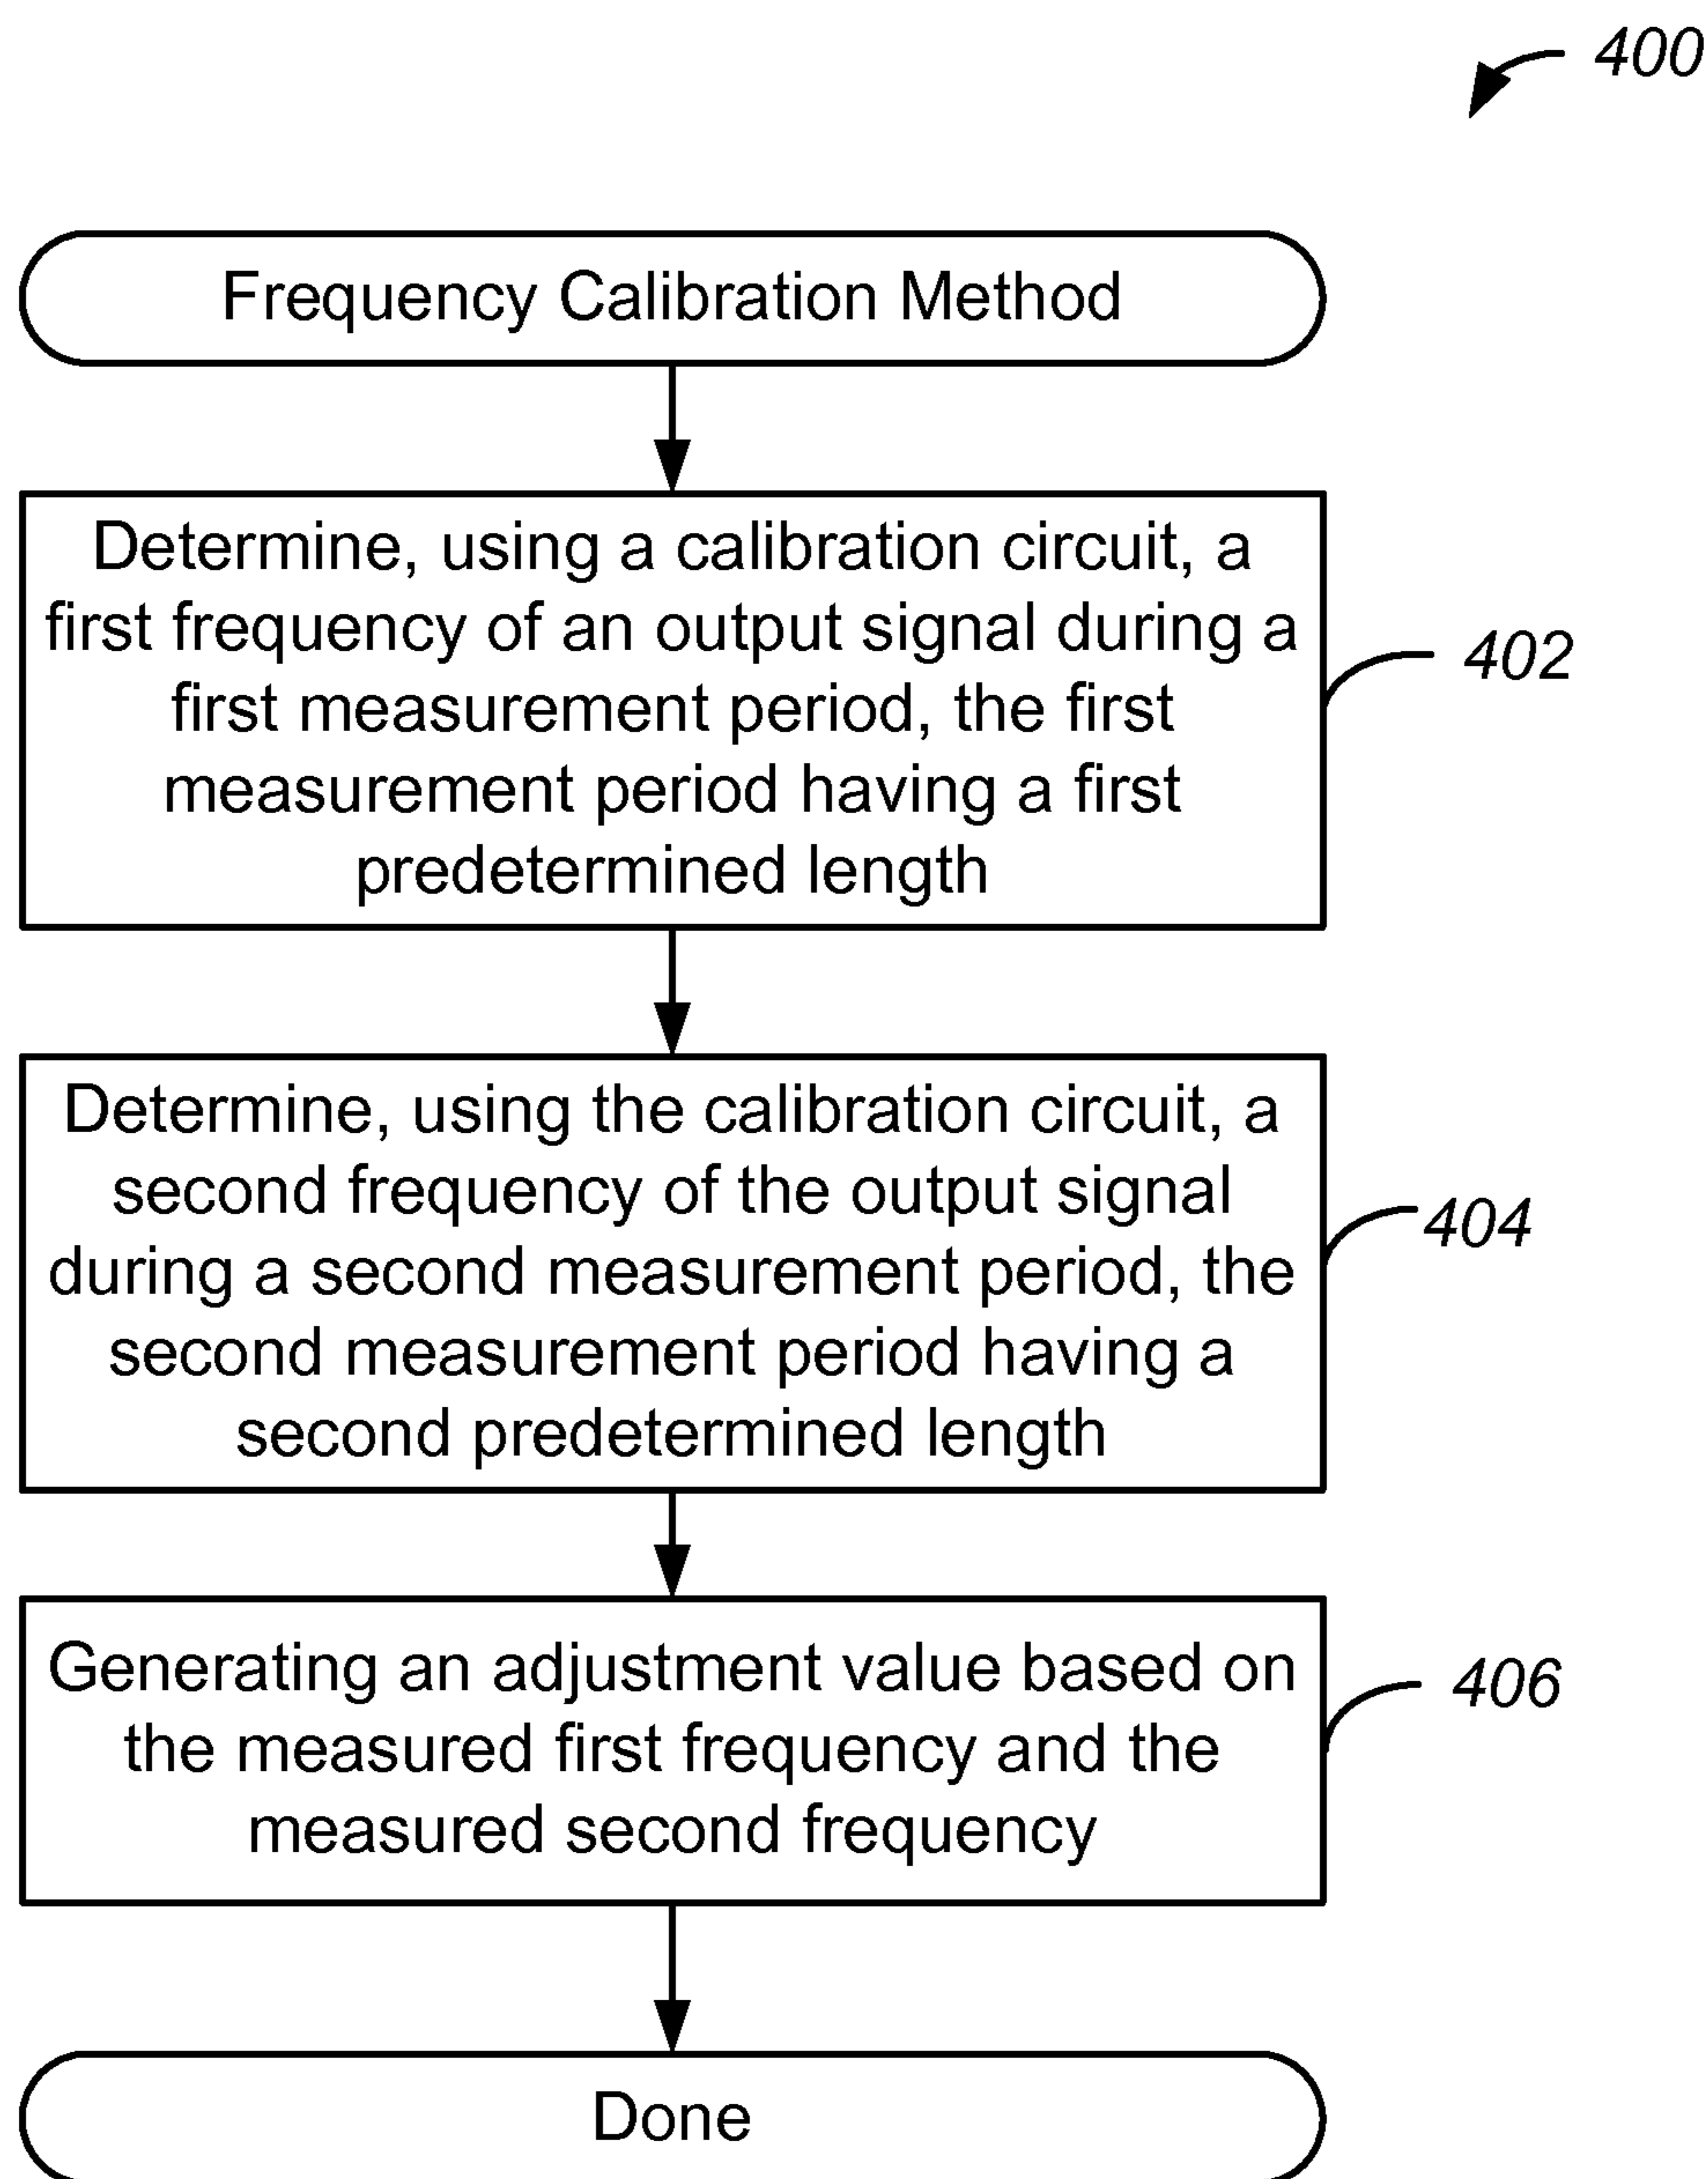 400
Frequency Calibration Method
Determine, using a calibration circuit, a
first frequency of an output signal during a
first measurement period, the first
measurement period having a first
predetermined length
402
Determine, using the calibration circuit, a
second frequency of the output signal
during a second measurement period, the
second measurement period having a
second predetermined length
404
Generating an adjustment value based on
the measured first frequency and the
measured second frequency
406
Done